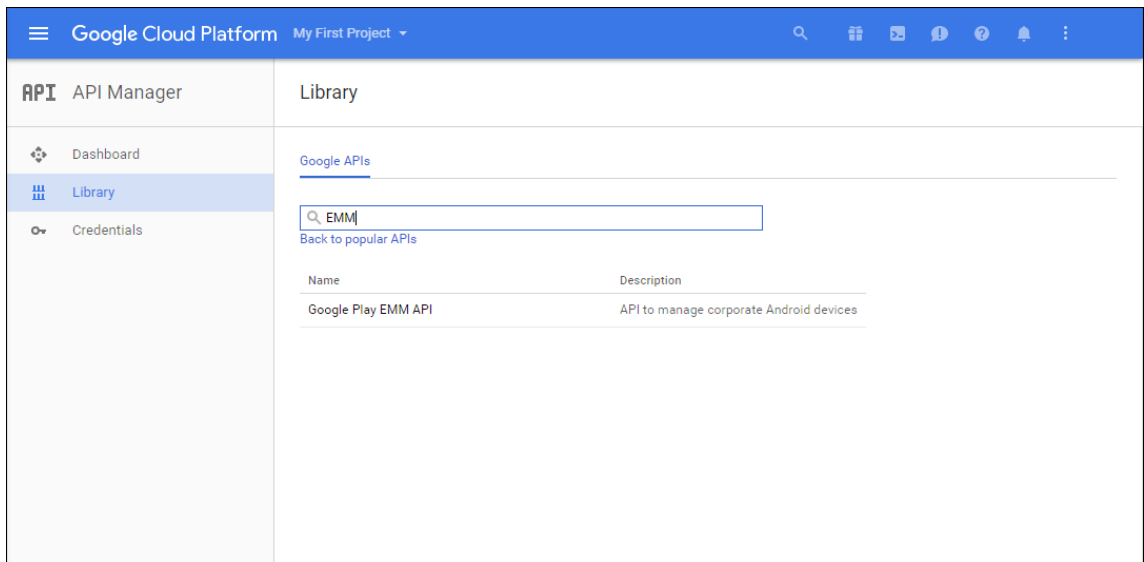 Google Cloud Platform My First Project
API API Manager
Library
Dashboard
Library
Credentials
Google APIs
EMM
Back to popular APIs
Name Description
Google Play EMM API API to manage corporate Android devices